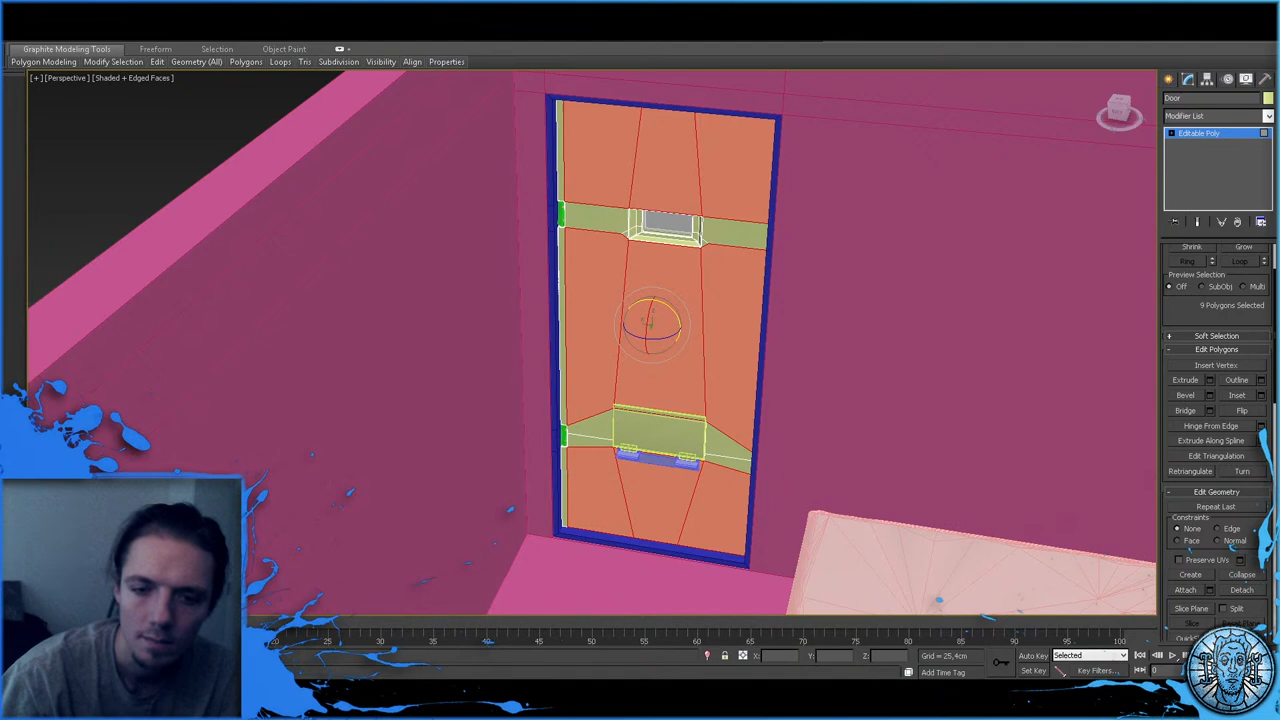 Graphite Modeling Tools Freeform Selection Object Paint
Polygon Modeling Modify Selection Edit Geometry (All) Polygons Loops Tris Subdivision Visibility Align Properties
[+] [Perspective] [Shaded + Edged Faces]
Door
Modifier List
Editable Poly
Shrink Grow
Ring Loop
Preview Selection
Off SubObj Multi
9 Polygons Selected
+ Soft Selection
- Edit Polygons
Insert Vertex
Extrude Outline
Bevel Inset
Bridge Flip
Hinge From Edge
Extrude Along Spline
Edit Triangulation
Retriangulate Turn
- Edit Geometry
Repeat Last
Constraints
None Edge
Face Normal
Preserve UVs
Create Collapse
Attach Detach
Slice Plane Split
Slice
25 30 35 40 45 50 55 60 65 70 75 80 85 90 95 100
X: Y: Z: Grid = 25,4cm Auto Key Selected
Add Time Tag Set Key Key Filters... 0